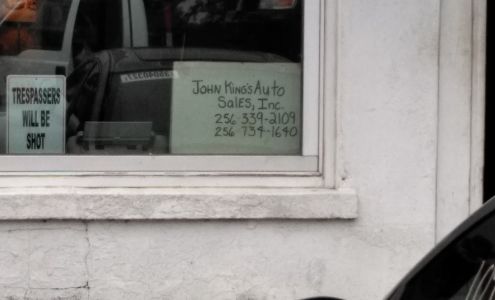 TRESPASSERS
WILL BE
SHOT
John King's Auto
Sales, Inc.
256 339-2109
256 734-1640